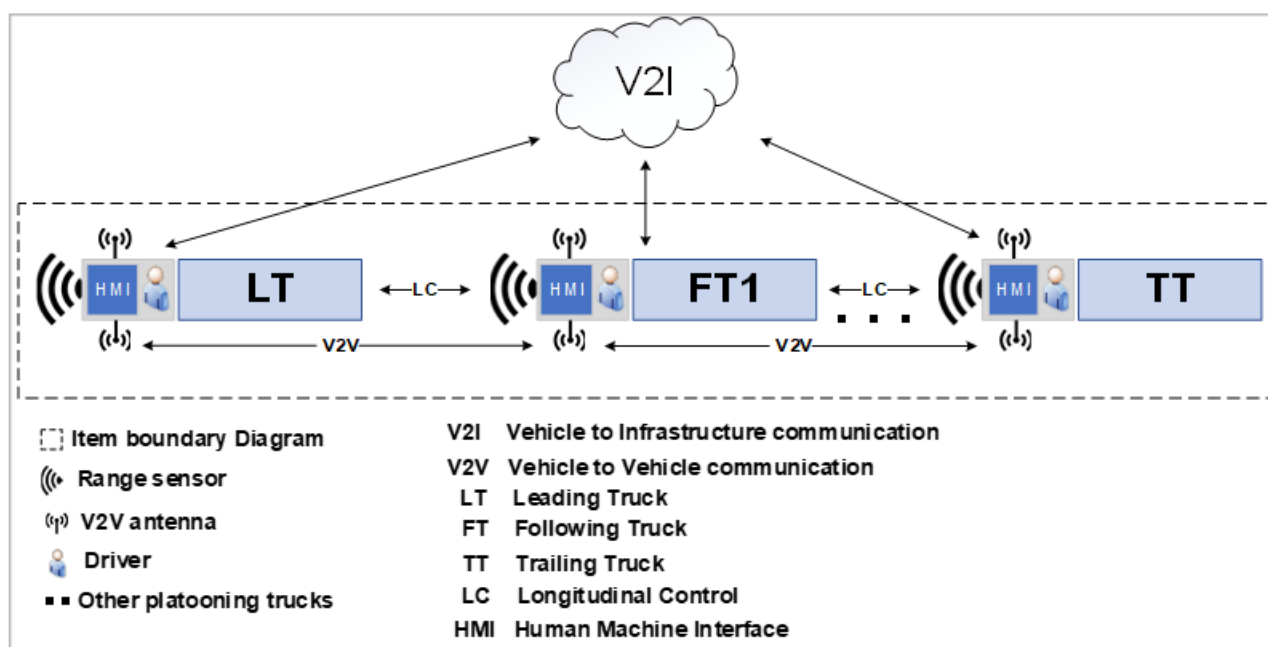 V2I
HMI LT LC HMI FT1 LC HMI TT
V2V V2V
Item boundary Diagram
Range sensor
V2V antenna
Driver
Other platooning trucks
V2I Vehicle to Infrastructure communication
V2V Vehicle to Vehicle communication
LT Leading Truck
FT Following Truck
TT Trailing Truck
LC Longitudinal Control
HMI Human Machine Interface